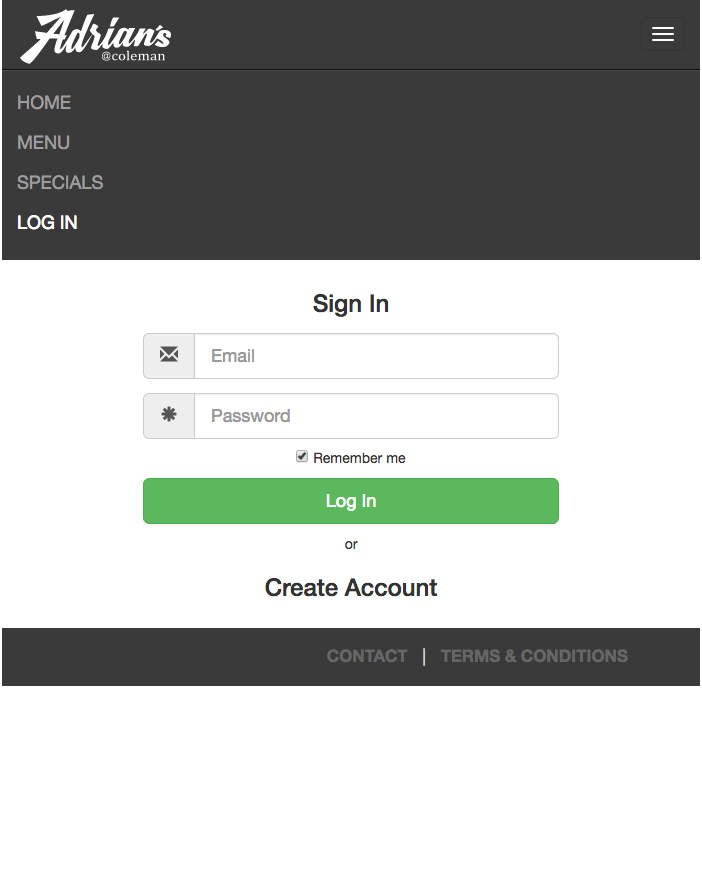 Adrian's
@coleman
HOME
MENU
SPECIALS
LOG IN
Sign In
Email
Password
Remember me
Log In
or
Create Account
CONTACT | TERMS & CONDITIONS